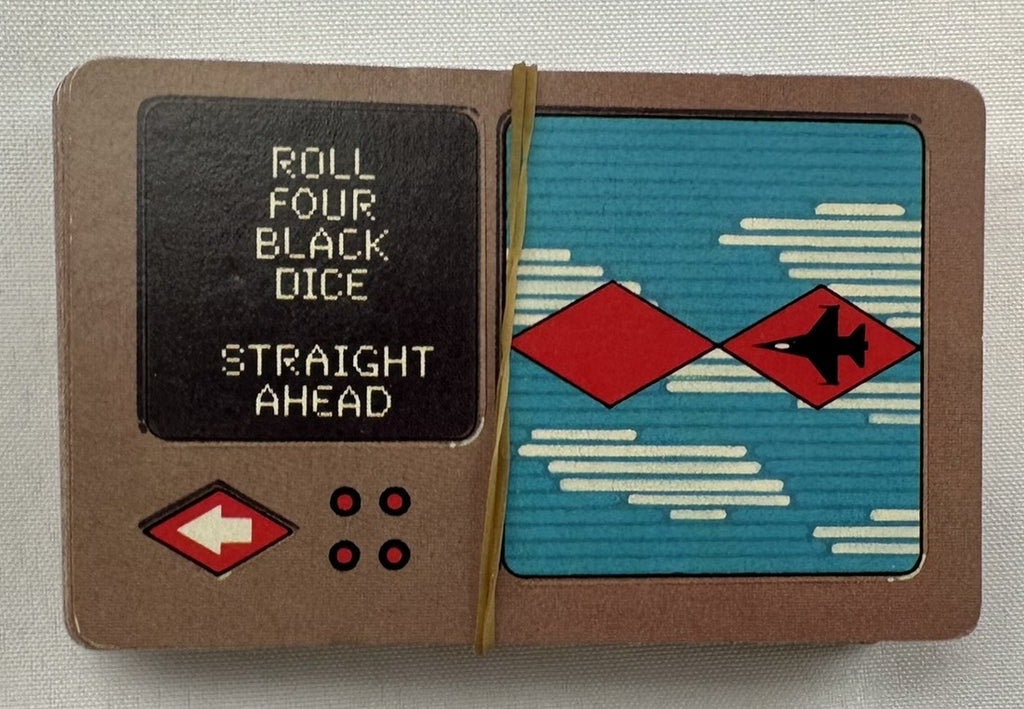 ROLL
FOUR
BLACK
DICE
STRAIGHT
AHEAD